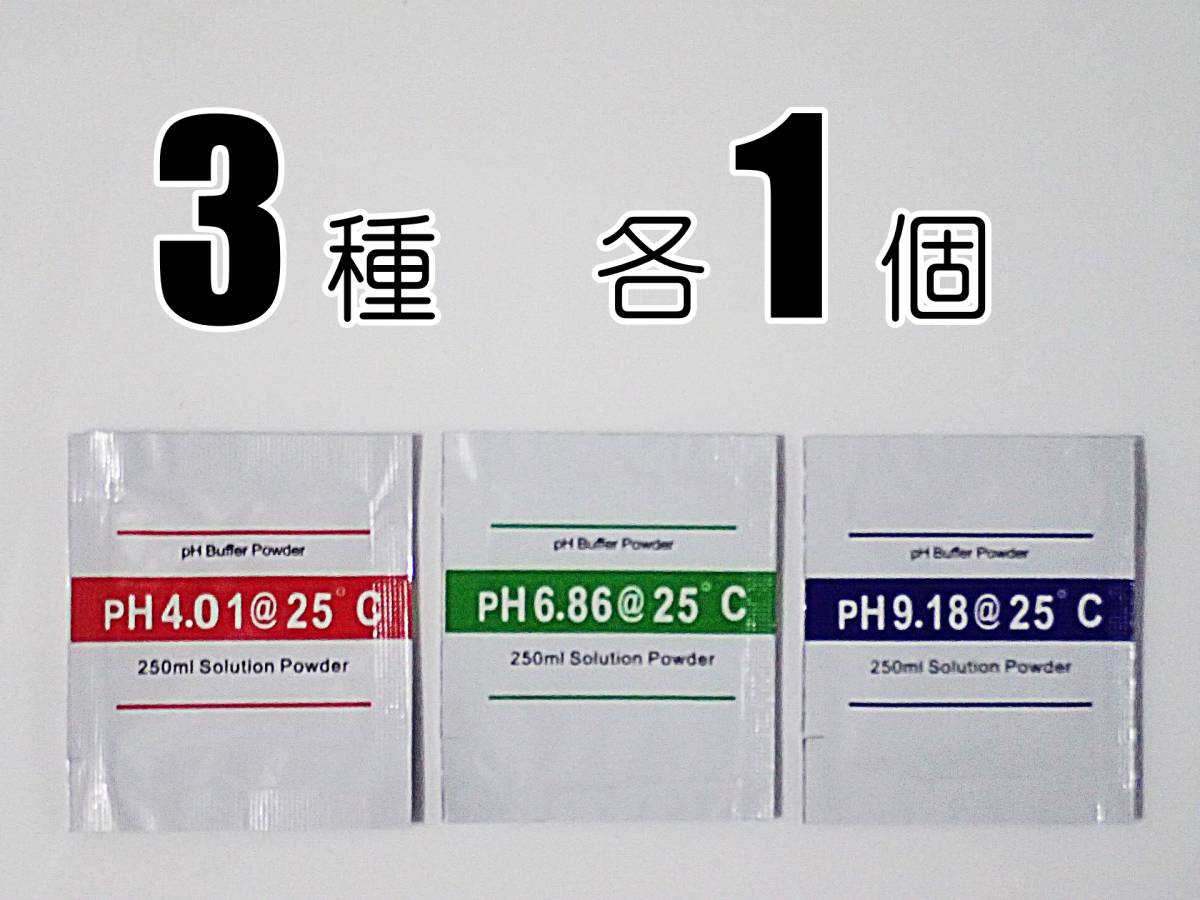 3種 各1個
pH Buffer Powder
PH4.01@25°C
250ml Solution Powder
pH Buffer Powder
PH6.86@25°C
250ml Solution Powder
pH Buffer Powder
PH9.18@25°C
250ml Solution Powder